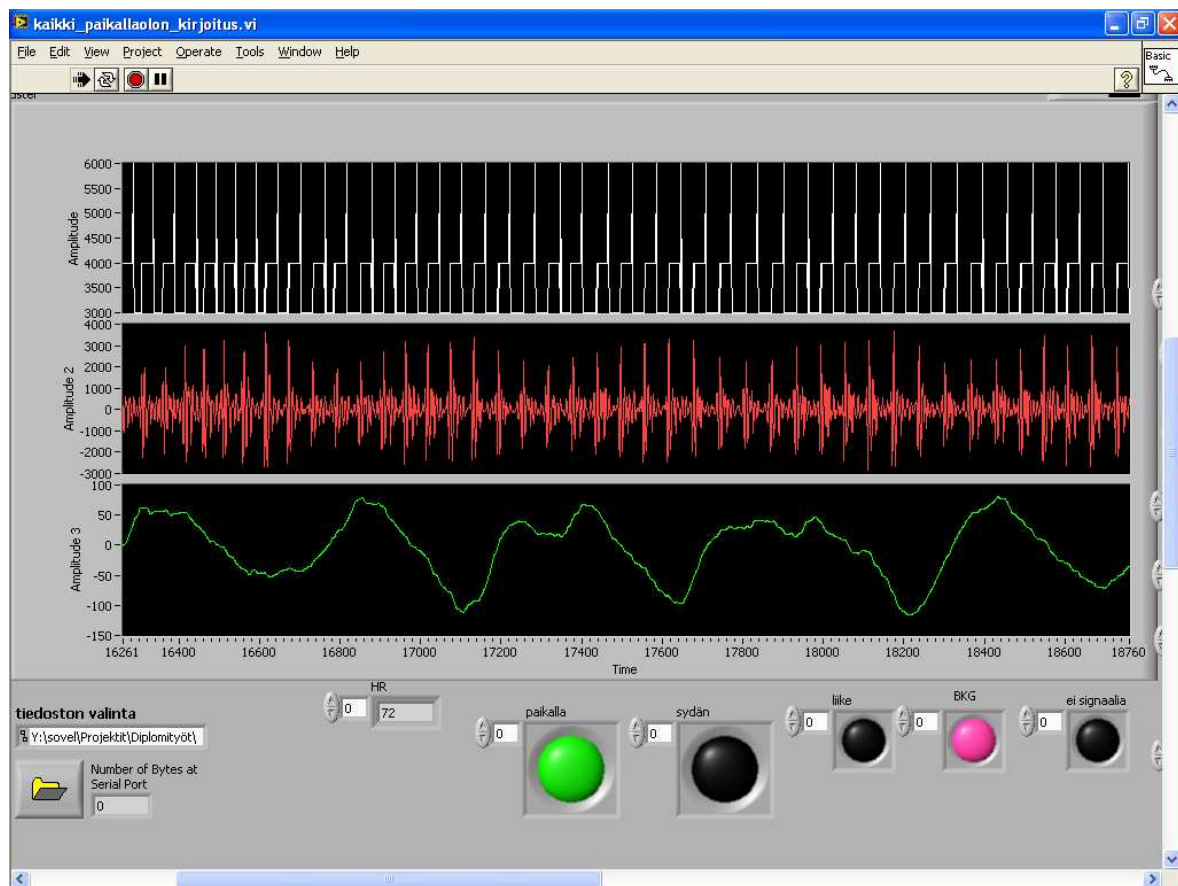 kaikki_paikallaolon_kirjoitus.vi
File Edit View Project Operate Tools Window Help
Basic
6000
5500
5000
4500
4000
3500
3000
Amplitude
4000
3000
2000
1000
0
-1000
-2000
-3000
Amplitude 2
100
50
0
-50
-100
-150
Amplitude 3
16261 16400 16600 16800 17000 17200 17400 17600 17800 18000 18200 18400 18600 18760
Time
tiedoston valinta
Y:\sovel\Projektit\Diplomityöt\
Number of Bytes at
Serial Port
0
HR
0 72
paikalla
0
sydän
0
liike
0
BKG
0
ei signaalia
0